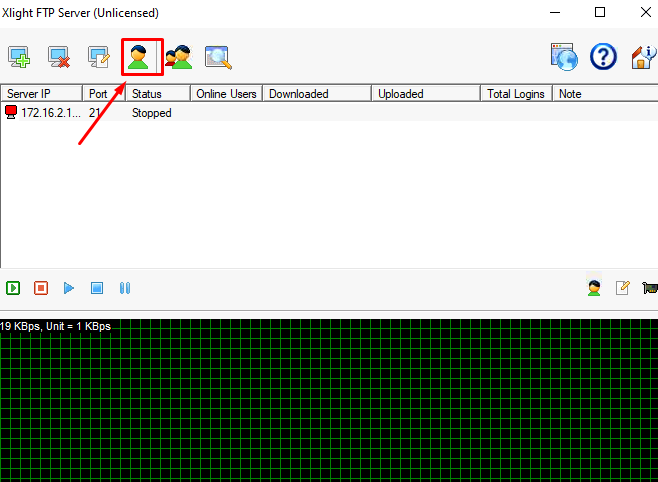 Xlight FTP Server (Unlicensed)
Server IP Port Status Online Users Downloaded Uploaded Total Logins Note
172.16.2.1... 21 Stopped
19 KBps, Unit = 1 KBps